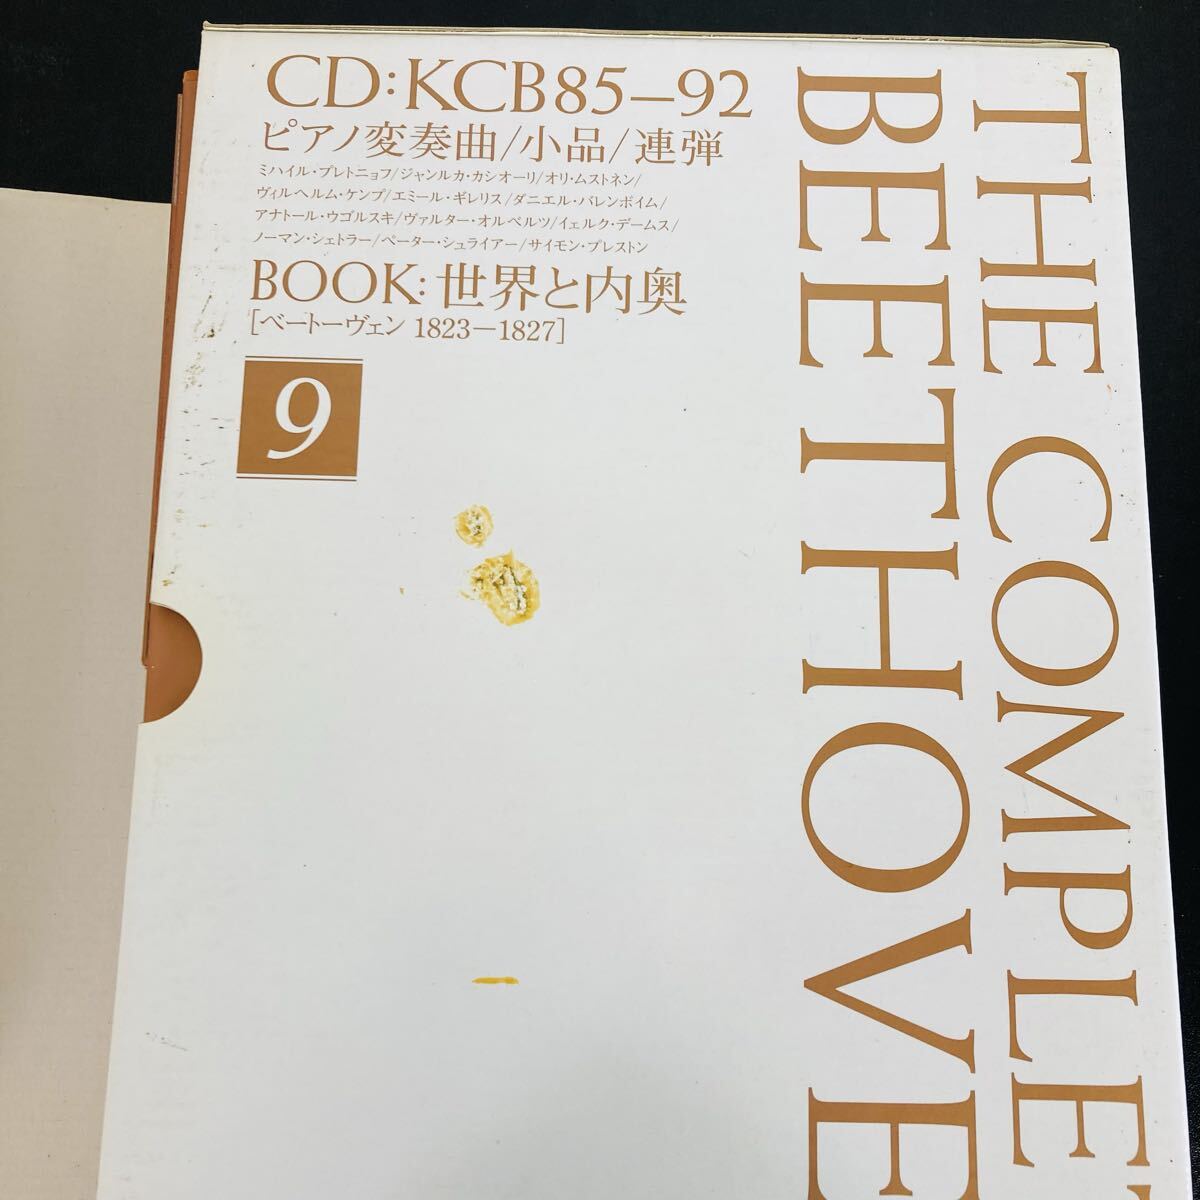 CD:KCB85–92
ピアノ変奏曲/小品/連弾
ミハイル・プレトニョフ/ジャンルカ・カシオーリ/オリ・ムストネン/
ヴィルヘルム・ケンプ/エミール・ギレリス/ダニエル・バレンボイム/
アナトール・ウゴルスキ/ヴァルター・オルベルツ/イェルク・デームス/
ノーマン・シェトラー/ペーター・シュライアー/サイモン・プレストン
BOOK:世界と内奥
[ベートーヴェン 1823–1827]
9
THE COMPLET
BEETHOVE